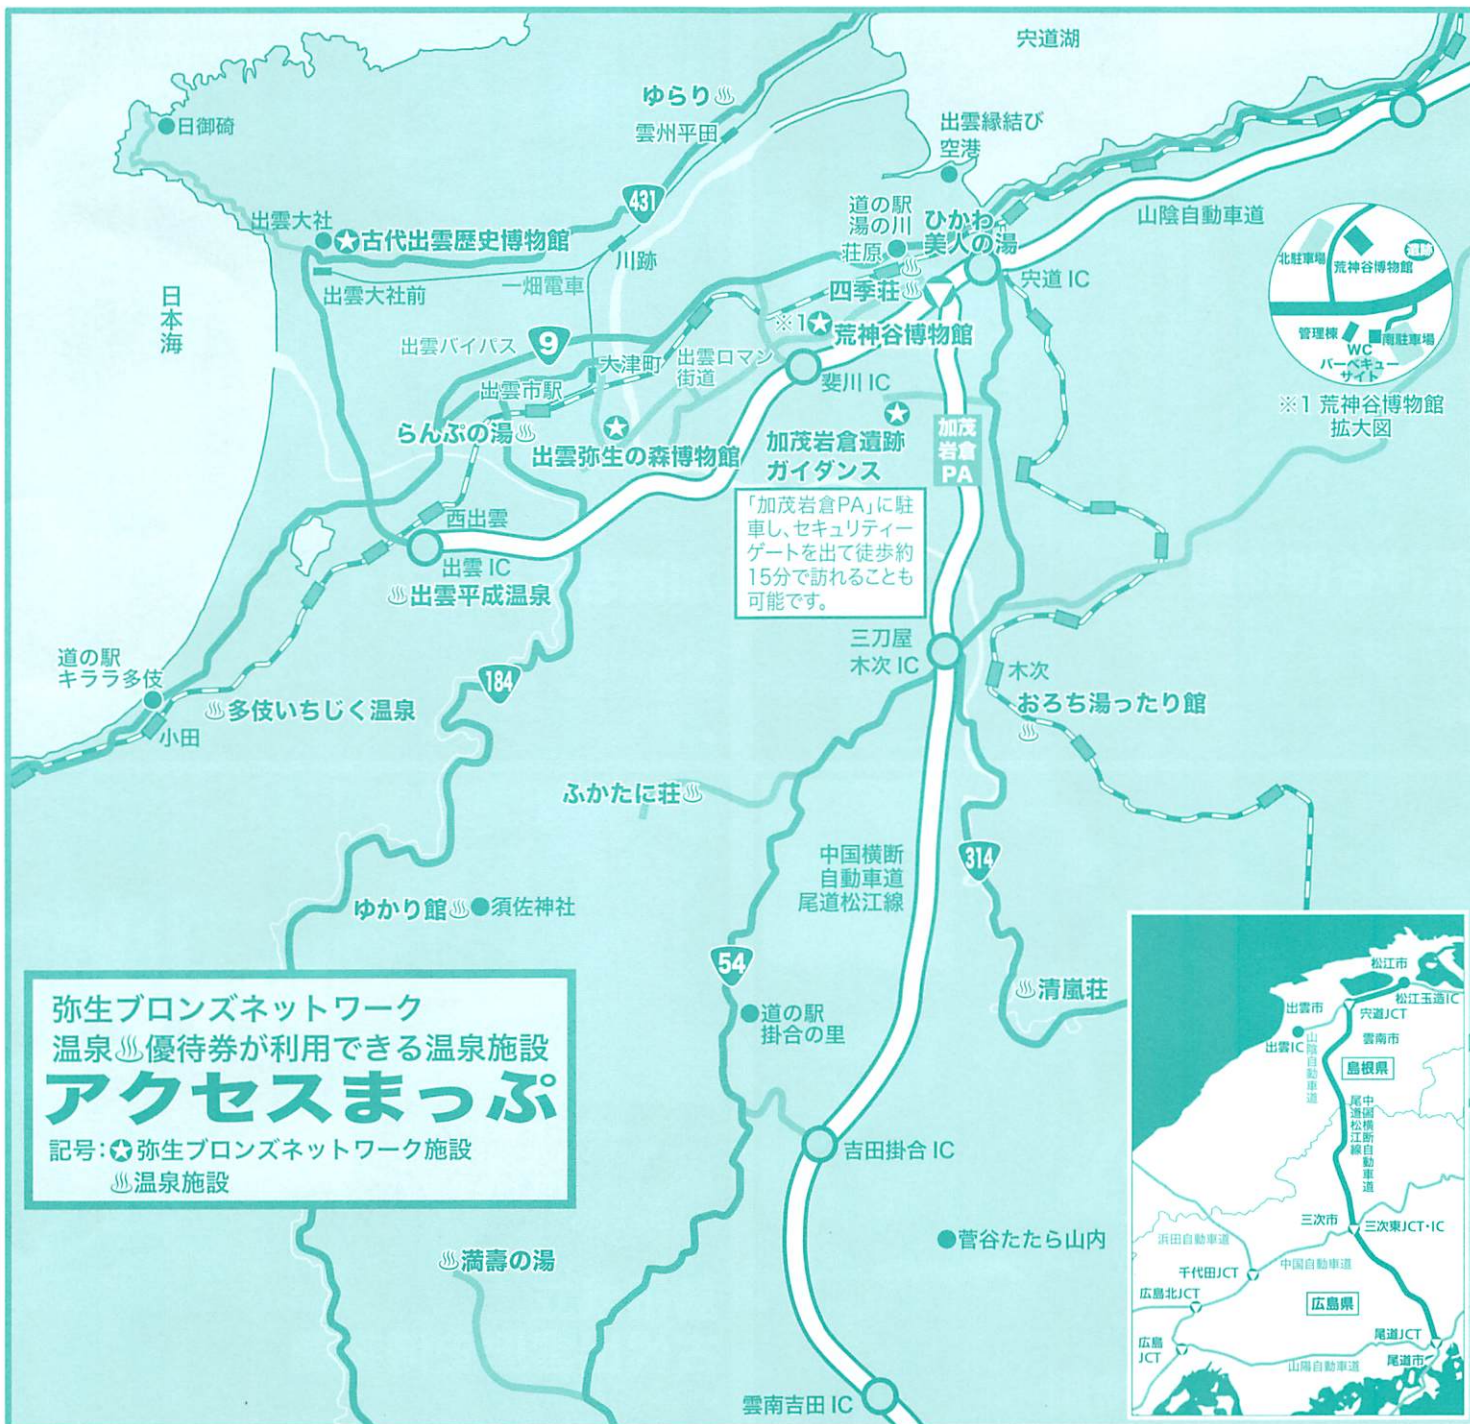 宍道湖
ゆらり♨
雲州平田
●日御碕
出雲縁結び
空港
431
出雲大社
古代出雲歴史博物館
道の駅
湯の川
荘原
ひかわ
美人の湯
山陰自動車道
川跡
出雲大社前
一畑電車
四季荘♨
宍道 IC
日本海
※1
荒神谷博物館
出雲バイパス
9
大津町
出雲ロマン
街道
斐川 IC
出雲市駅
らんぷの湯♨
出雲弥生の森博物館
加茂岩倉遺跡
ガイダンス
加茂
岩倉
PA
北駐車場
荒神谷博物館
遺跡
管理棟
南駐車場
WC
バーベキュー
サイト
※1 荒神谷博物館
拡大図
「加茂岩倉PA」に駐
車し、セキュリティー
ゲートを出て徒歩約
15分で訪れることも
可能です。
西出雲
出雲 IC
♨出雲平成温泉
三刀屋
木次 IC
木次
おろち湯ったり館
道の駅
キララ多伎
184
♨多伎いちじく温泉
小田
ふかたに荘♨
中国横断
自動車道
尾道松江線
314
ゆかり館♨●須佐神社
54
♨清嵐荘
道の駅
掛合の里
弥生ブロンズネットワーク
温泉♨優待券が利用できる温泉施設
アクセスまっぷ
記号:✪弥生ブロンズネットワーク施設
♨温泉施設
吉田掛合 IC
●菅谷たたら山内
♨満壽の湯
雲南吉田 IC
松江市
松江玉造IC
出雲市
宍道JCT
出雲IC
雲南市
山陰自動車道
島根県
中国横断自動車道
尾道松江線
三次市
三次東JCT・IC
浜田自動車道
中国自動車道
千代田JCT
広島北JCT
広島県
広島
JCT
尾道JCT
尾道市
山陽自動車道